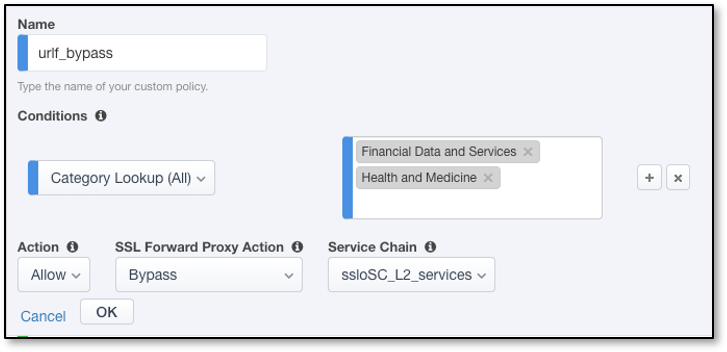 Name
urlf_bypass
Type the name of your custom policy.
Conditions
Category Lookup (All)
Financial Data and Services ×
Health and Medicine ×
+ ×
Action SSL Forward Proxy Action Service Chain
Allow Bypass ssloSC_L2_services
Cancel OK